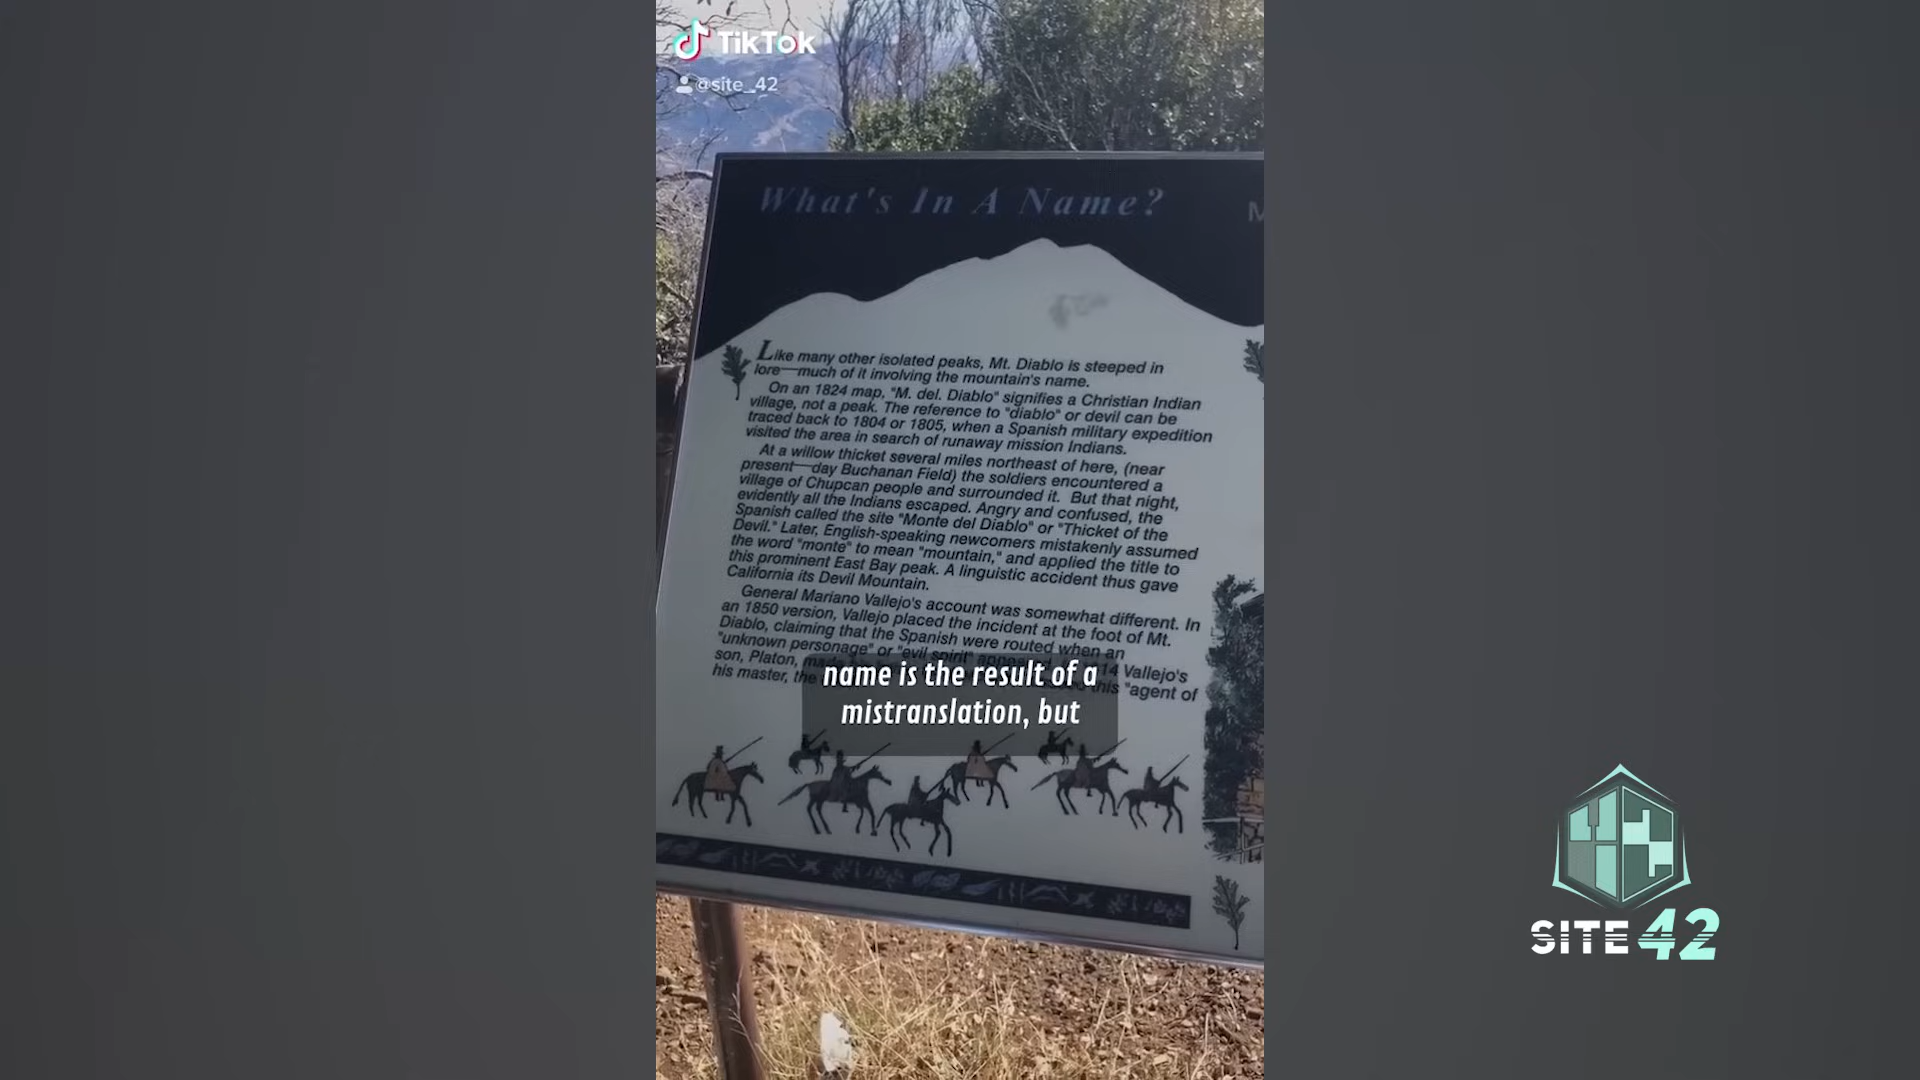 TikTok
@site_42
What's In A Name?
M
Like many other isolated peaks, Mt. Diablo is steeped in
lore—much of it involving the mountain's name.
On an 1824 map, "M. del. Diablo" signifies a Christian Indian
village, not a peak. The reference to "diablo" or devil can be
traced back to 1804 or 1805, when a Spanish military expedition
visited the area in search of runaway mission Indians.
At a willow thicket several miles northeast of here, (near
present—day Buchanan Field) the soldiers encountered a
village of Chupcan people and surrounded it. But that night,
evidently all the Indians escaped. Angry and confused, the
Spanish called the site "Monte del Diablo" or "Thicket of the
Devil." Later, English-speaking newcomers mistakenly assumed
the word "monte" to mean "mountain," and applied the title to
this prominent East Bay peak. A linguistic accident thus gave
California its Devil Mountain.
General Mariano Vallejo's account was somewhat different. In
an 1850 version, Vallejo placed the incident at the foot of Mt.
Diablo, claiming that the Spanish were routed when an
"unknown personage" or "evil spirit" Vallejo's
son, Platon, this "agent of
his master, the
name is the result of a
mistranslation, but
SITE 42